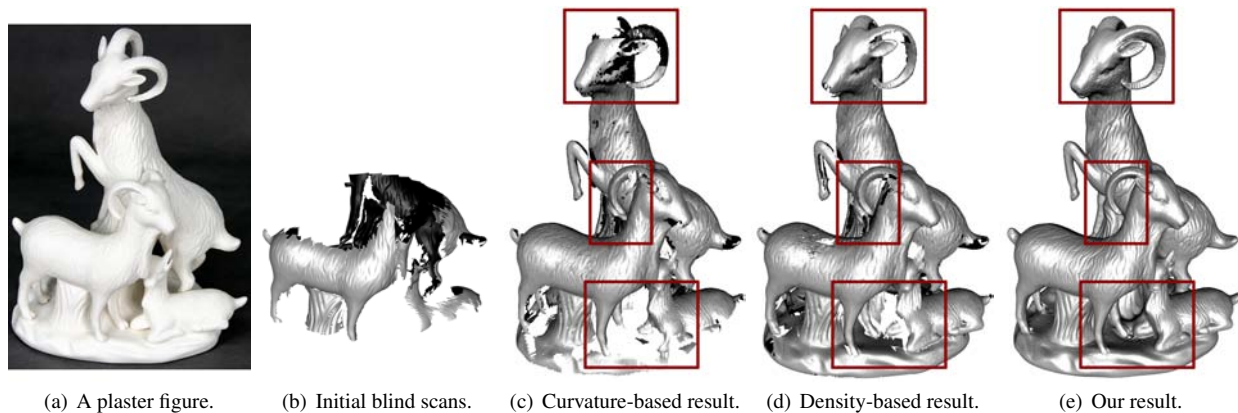 (a) A plaster figure. (b) Initial blind scans. (c) Curvature-based result. (d) Density-based result. (e) Our result.